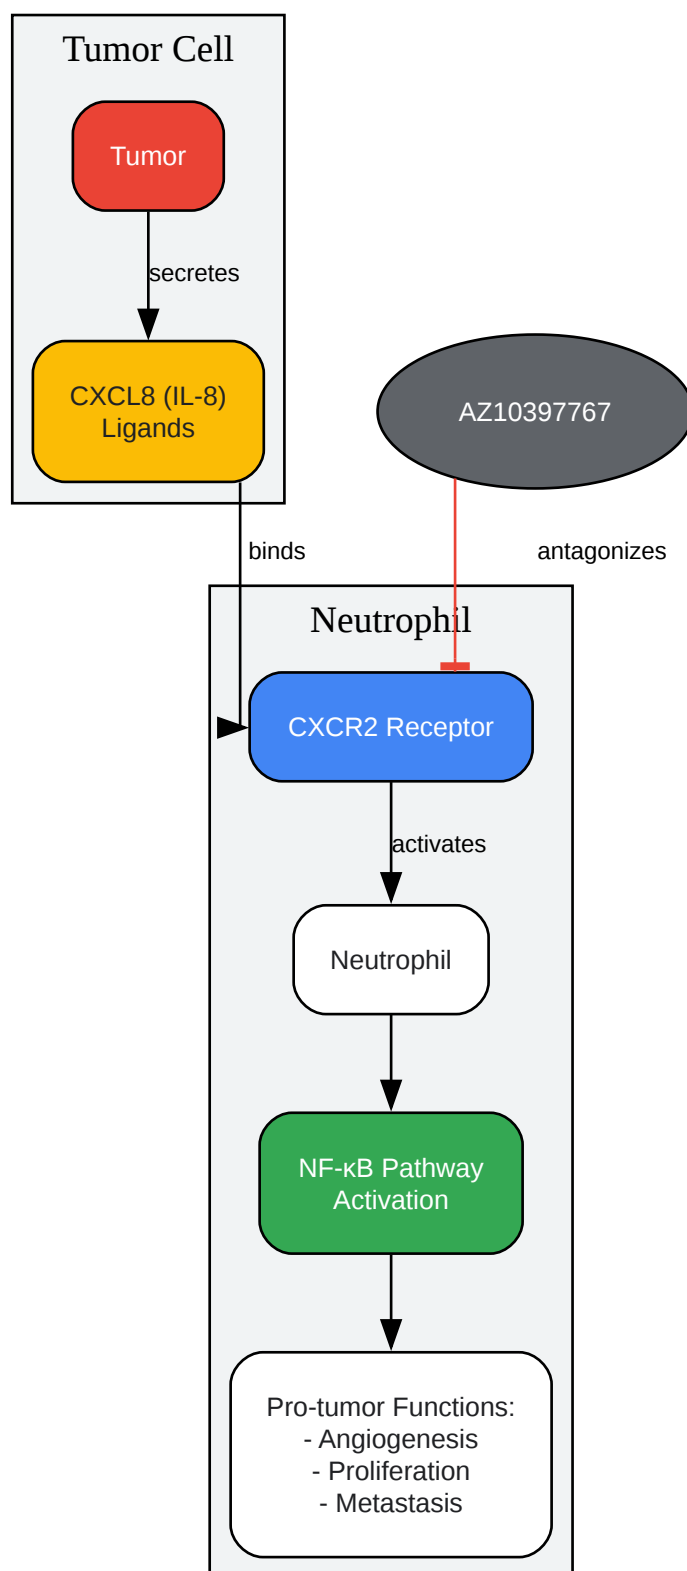 Tumor Cell
Tumor
secretes
CXCL8 (IL-8)
Ligands
AZ10397767
binds
antagonizes
Neutrophil
CXCR2 Receptor
activates
Neutrophil
NF-κB Pathway
Activation
Pro-tumor Functions:
- Angiogenesis
- Proliferation
- Metastasis